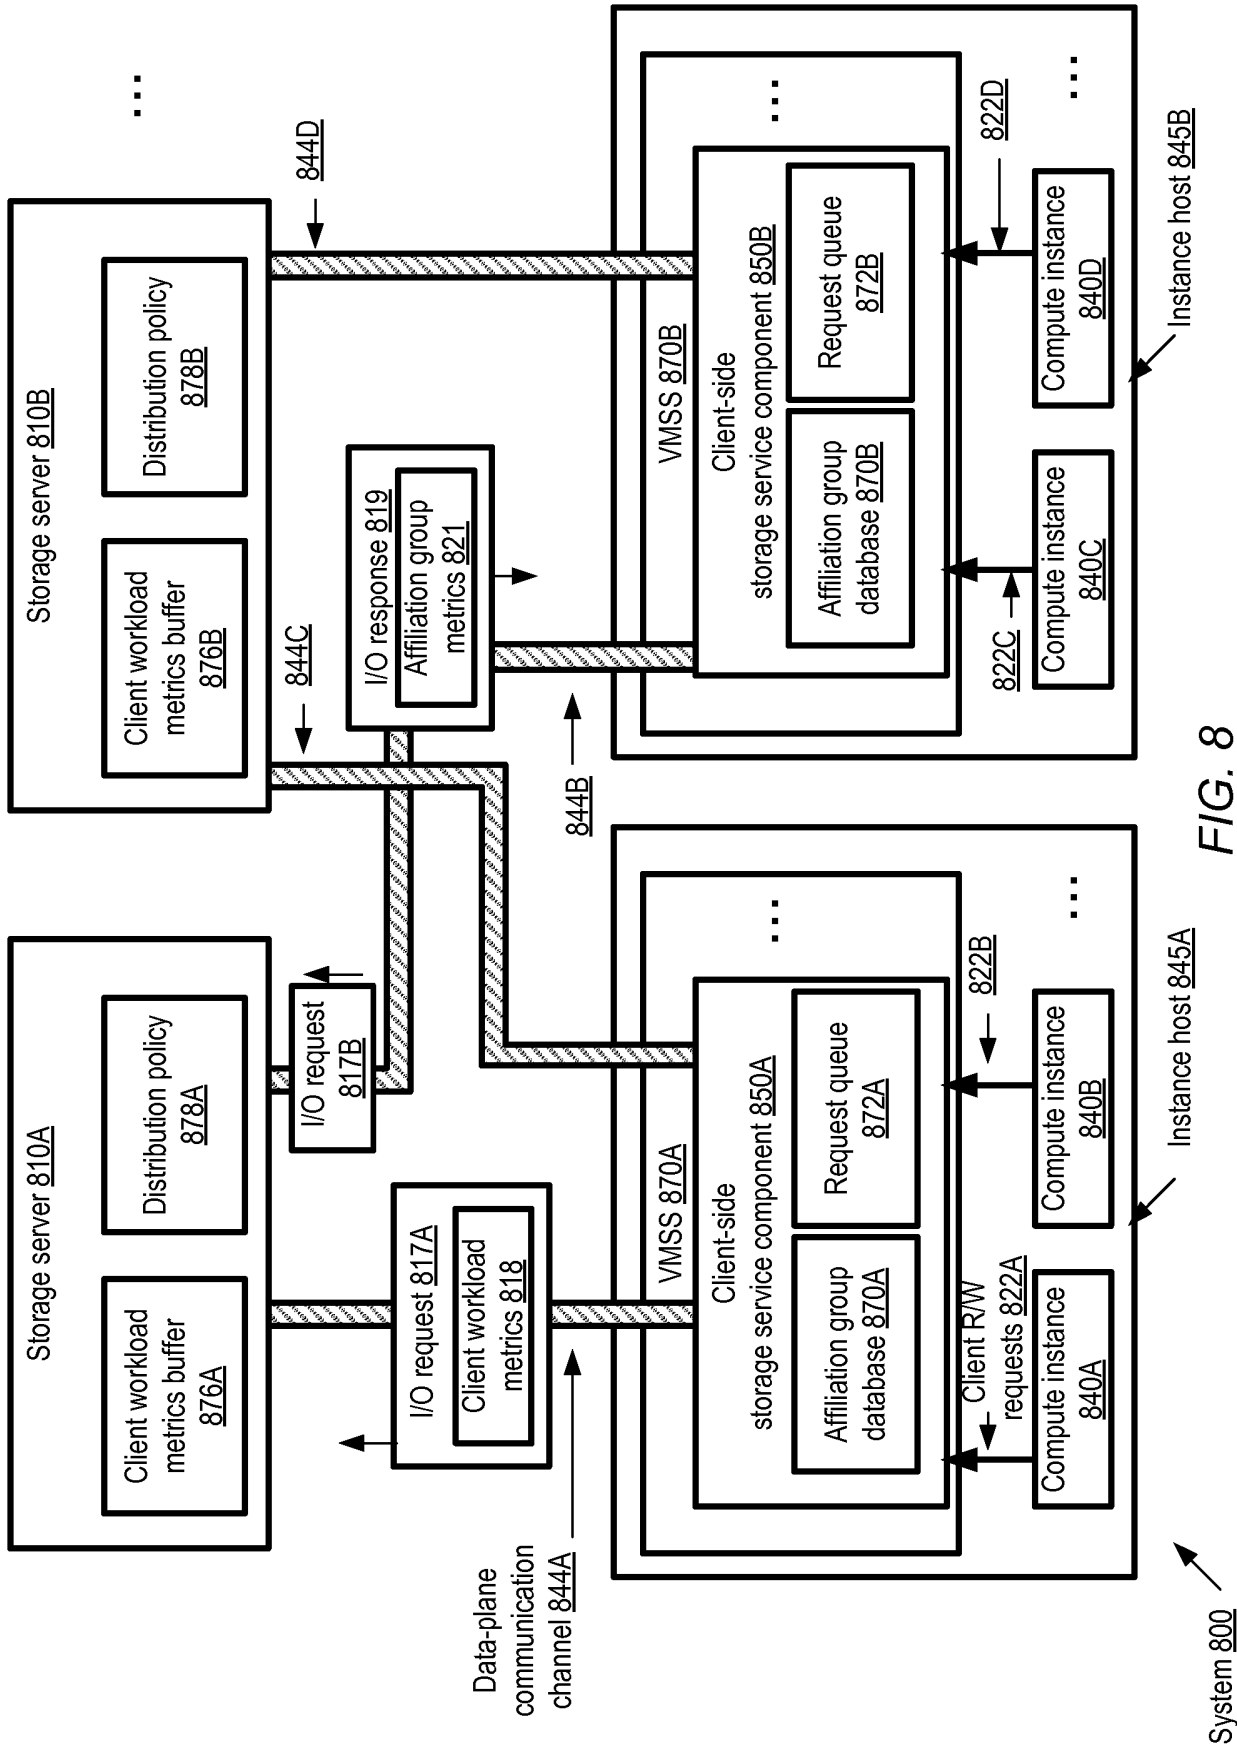 Storage server 810A
Client workload
metrics buffer
876A
Distribution policy
878A
Storage server 810B
Client workload
metrics buffer
876B
Distribution policy
878B
...
I/O request
817B
844C
844D
I/O request 817A
Client workload
metrics 818
I/O response 819
Affiliation group
metrics 821
Data-plane
communication
channel 844A
844B
VMSS 870A
Client-side
storage service component 850A
Affiliation group
database 870A
Request queue
872A
...
VMSS 870B
Client-side
storage service component 850B
Affiliation group
database 870B
Request queue
872B
...
Client R/W
requests 822A
822B
822C
822D
Compute instance
840A
Compute instance
840B
...
Compute instance
840C
Compute instance
840D
...
Instance host 845A
Instance host 845B
System 800
FIG. 8